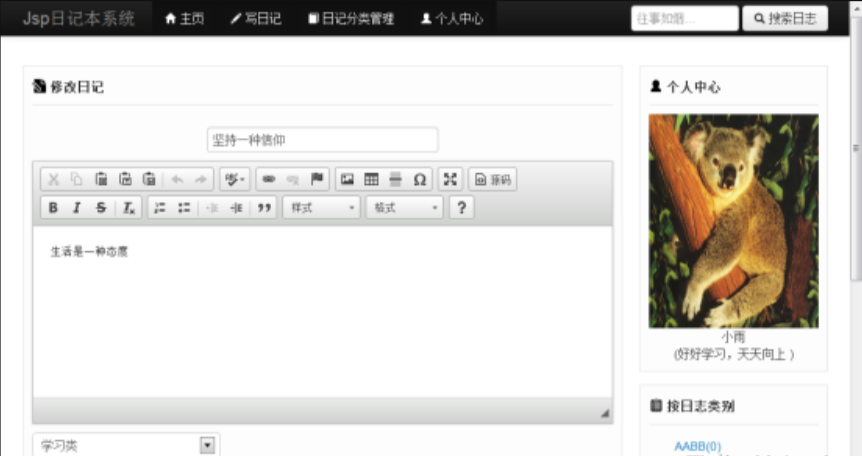 Jsp日记本系统 主页 写日记 日记分类管理 个人中心 往事如烟... 搜索日志
修改日记
坚持一种信仰
源码
B I S Tx 样式 格式 ?
生活是一种态度
学习类
个人中心
小雨
(好好学习，天天向上 )
按日志类别
AABB(0)